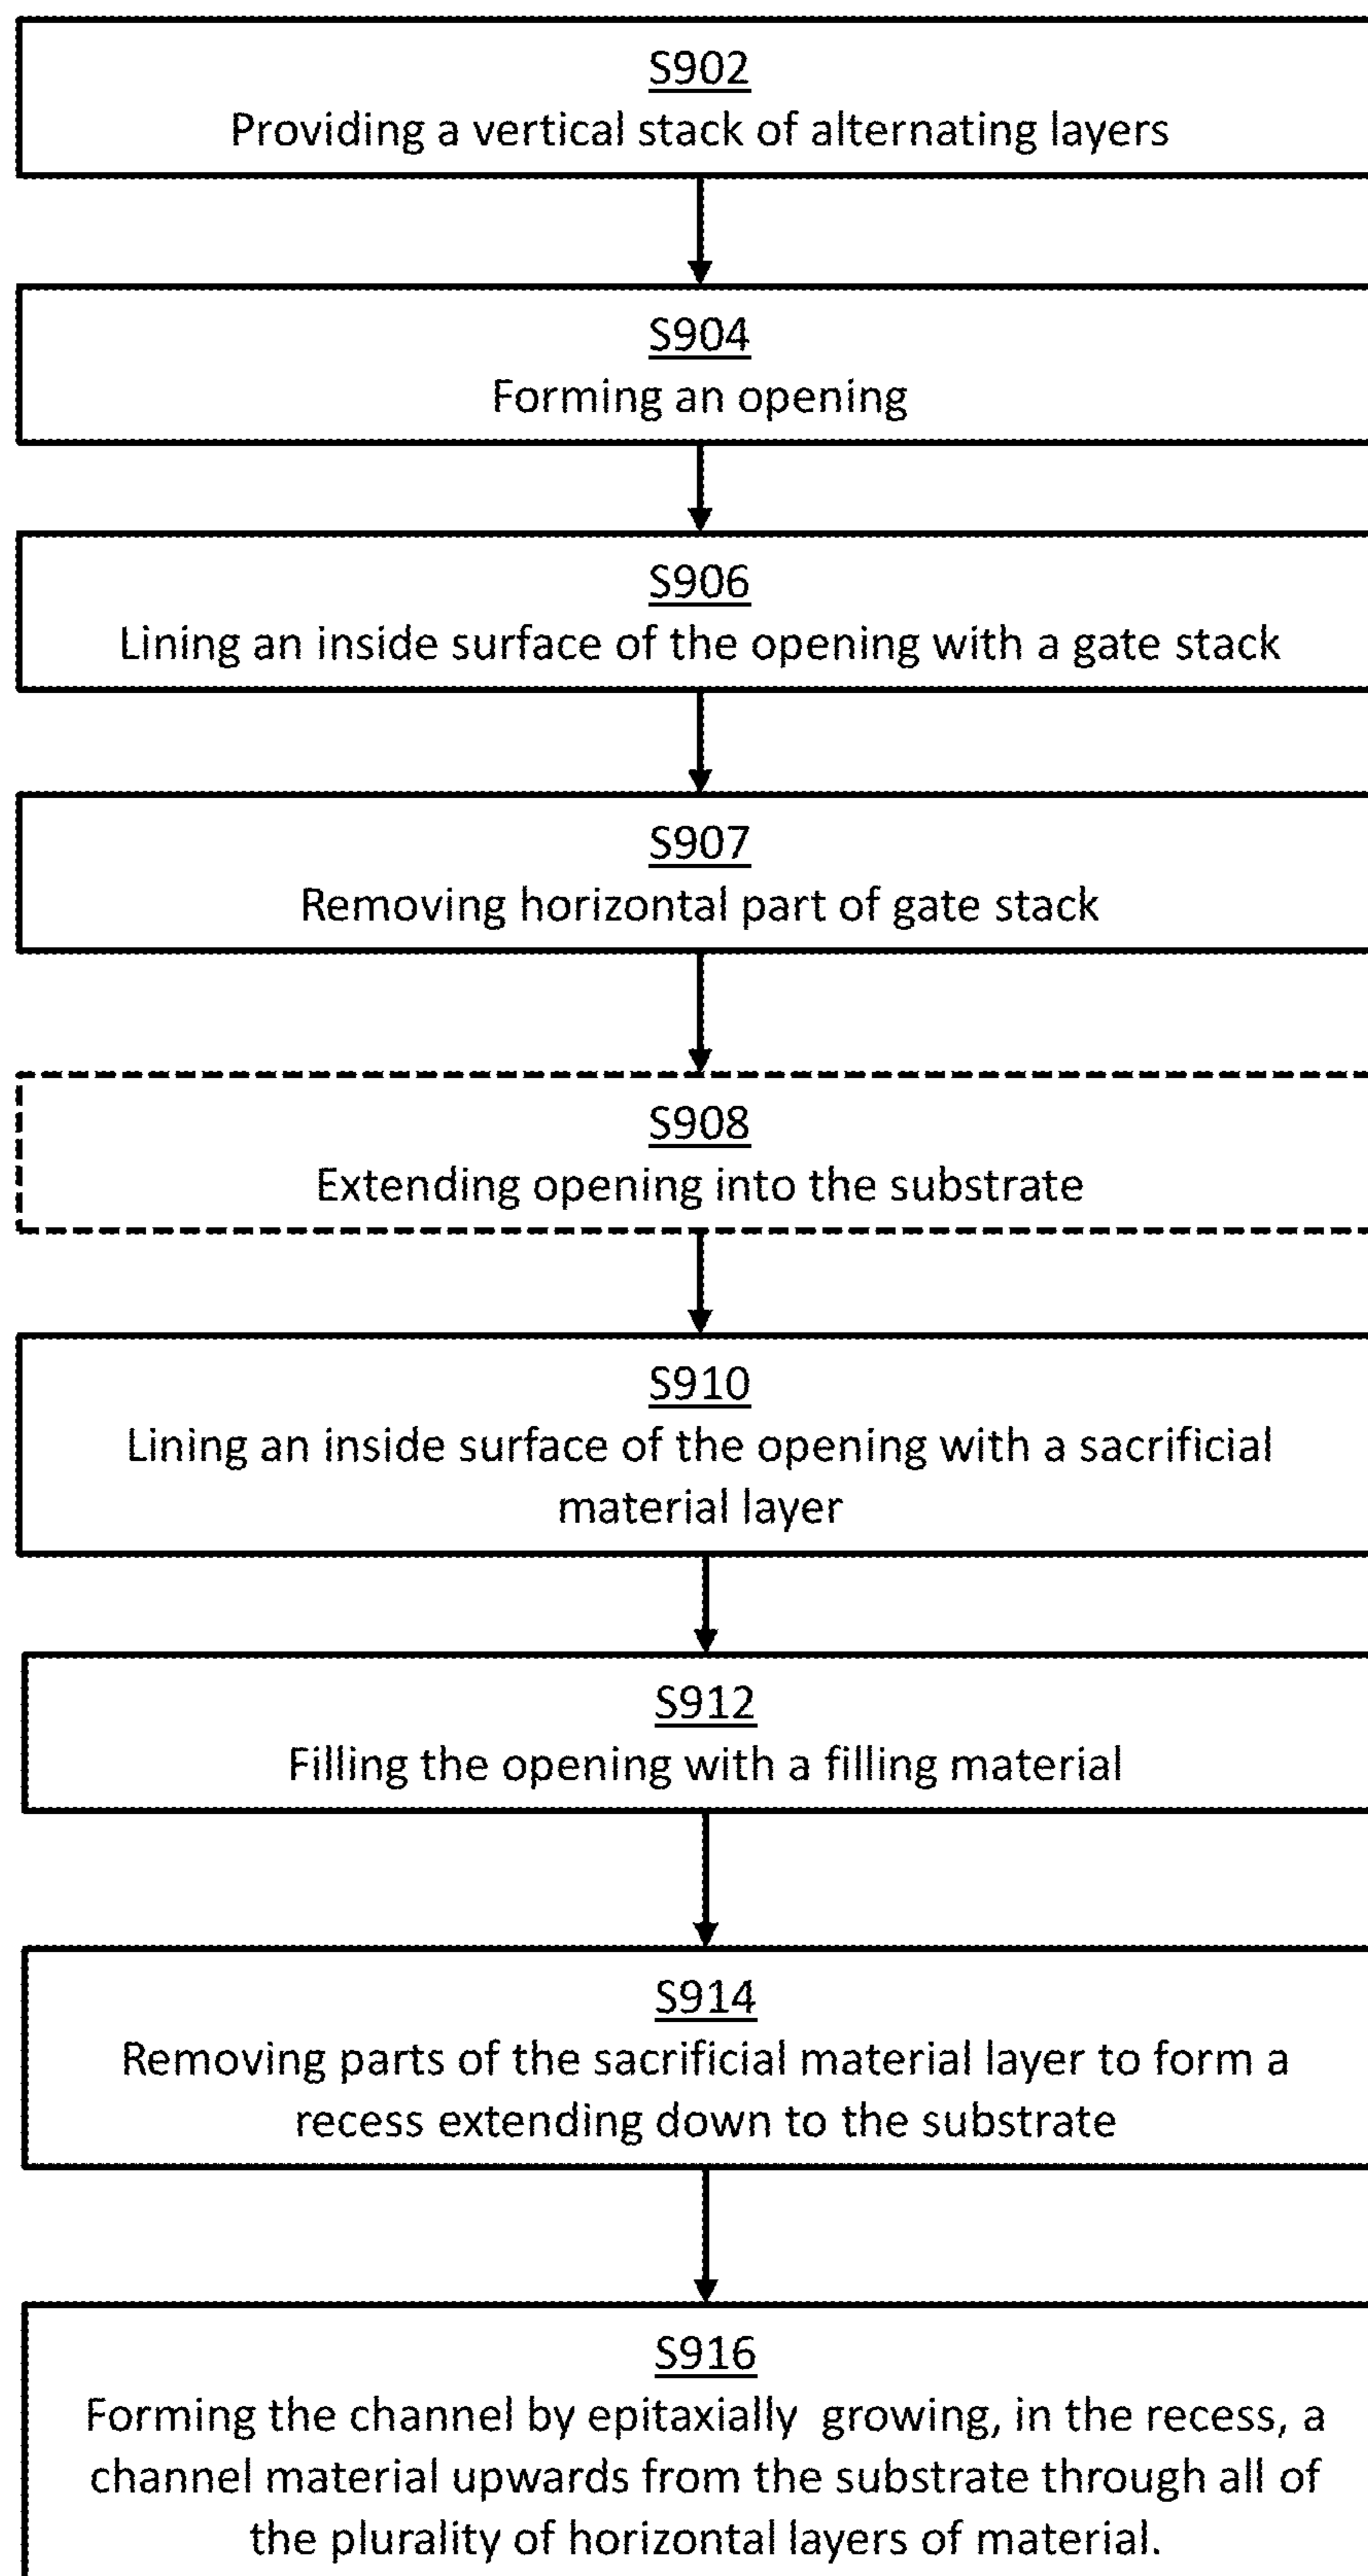 S902
Providing a vertical stack of alternating layers
S904
Forming an opening
S906
Lining an inside surface of the opening with a gate stack
S907
Removing horizontal part of gate stack
S908
Extending opening into the substrate
S910
Lining an inside surface of the opening with a sacrificial
material layer
S912
Filling the opening with a filling material
S914
Removing parts of the sacrificial material layer to form a
recess extending down to the substrate
S916
Forming the channel by epitaxially growing, in the recess, a
channel material upwards from the substrate through all of
the plurality of horizontal layers of material.